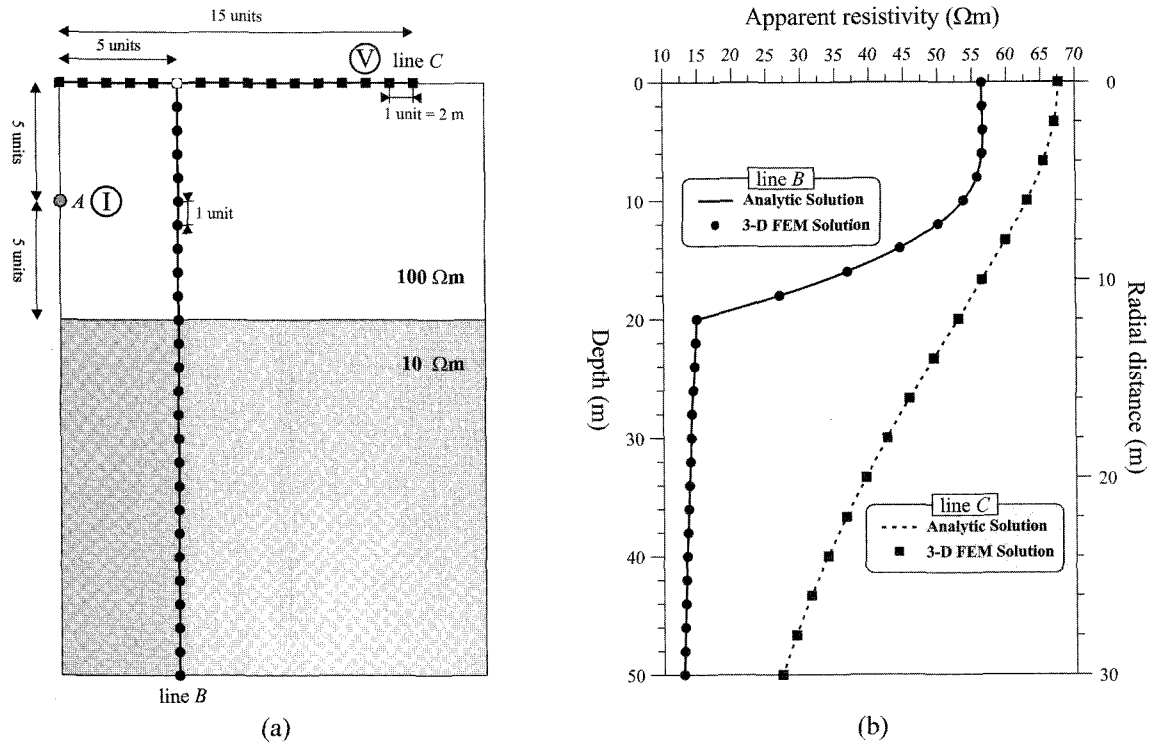 15 units
5 units
V line C
1 unit = 2 m
5 units
A I
1 unit
5 units
100 Ωm
10 Ωm
line B
(a)
Apparent resistivity (Ωm)
10 15 20 25 30 35 40 45 50 55 60 65 70
0
10
20
30
40
50
Depth (m)
0
10
20
30
Radial distance (m)
line B
Analytic Solution
3-D FEM Solution
line C
Analytic Solution
3-D FEM Solution
(b)